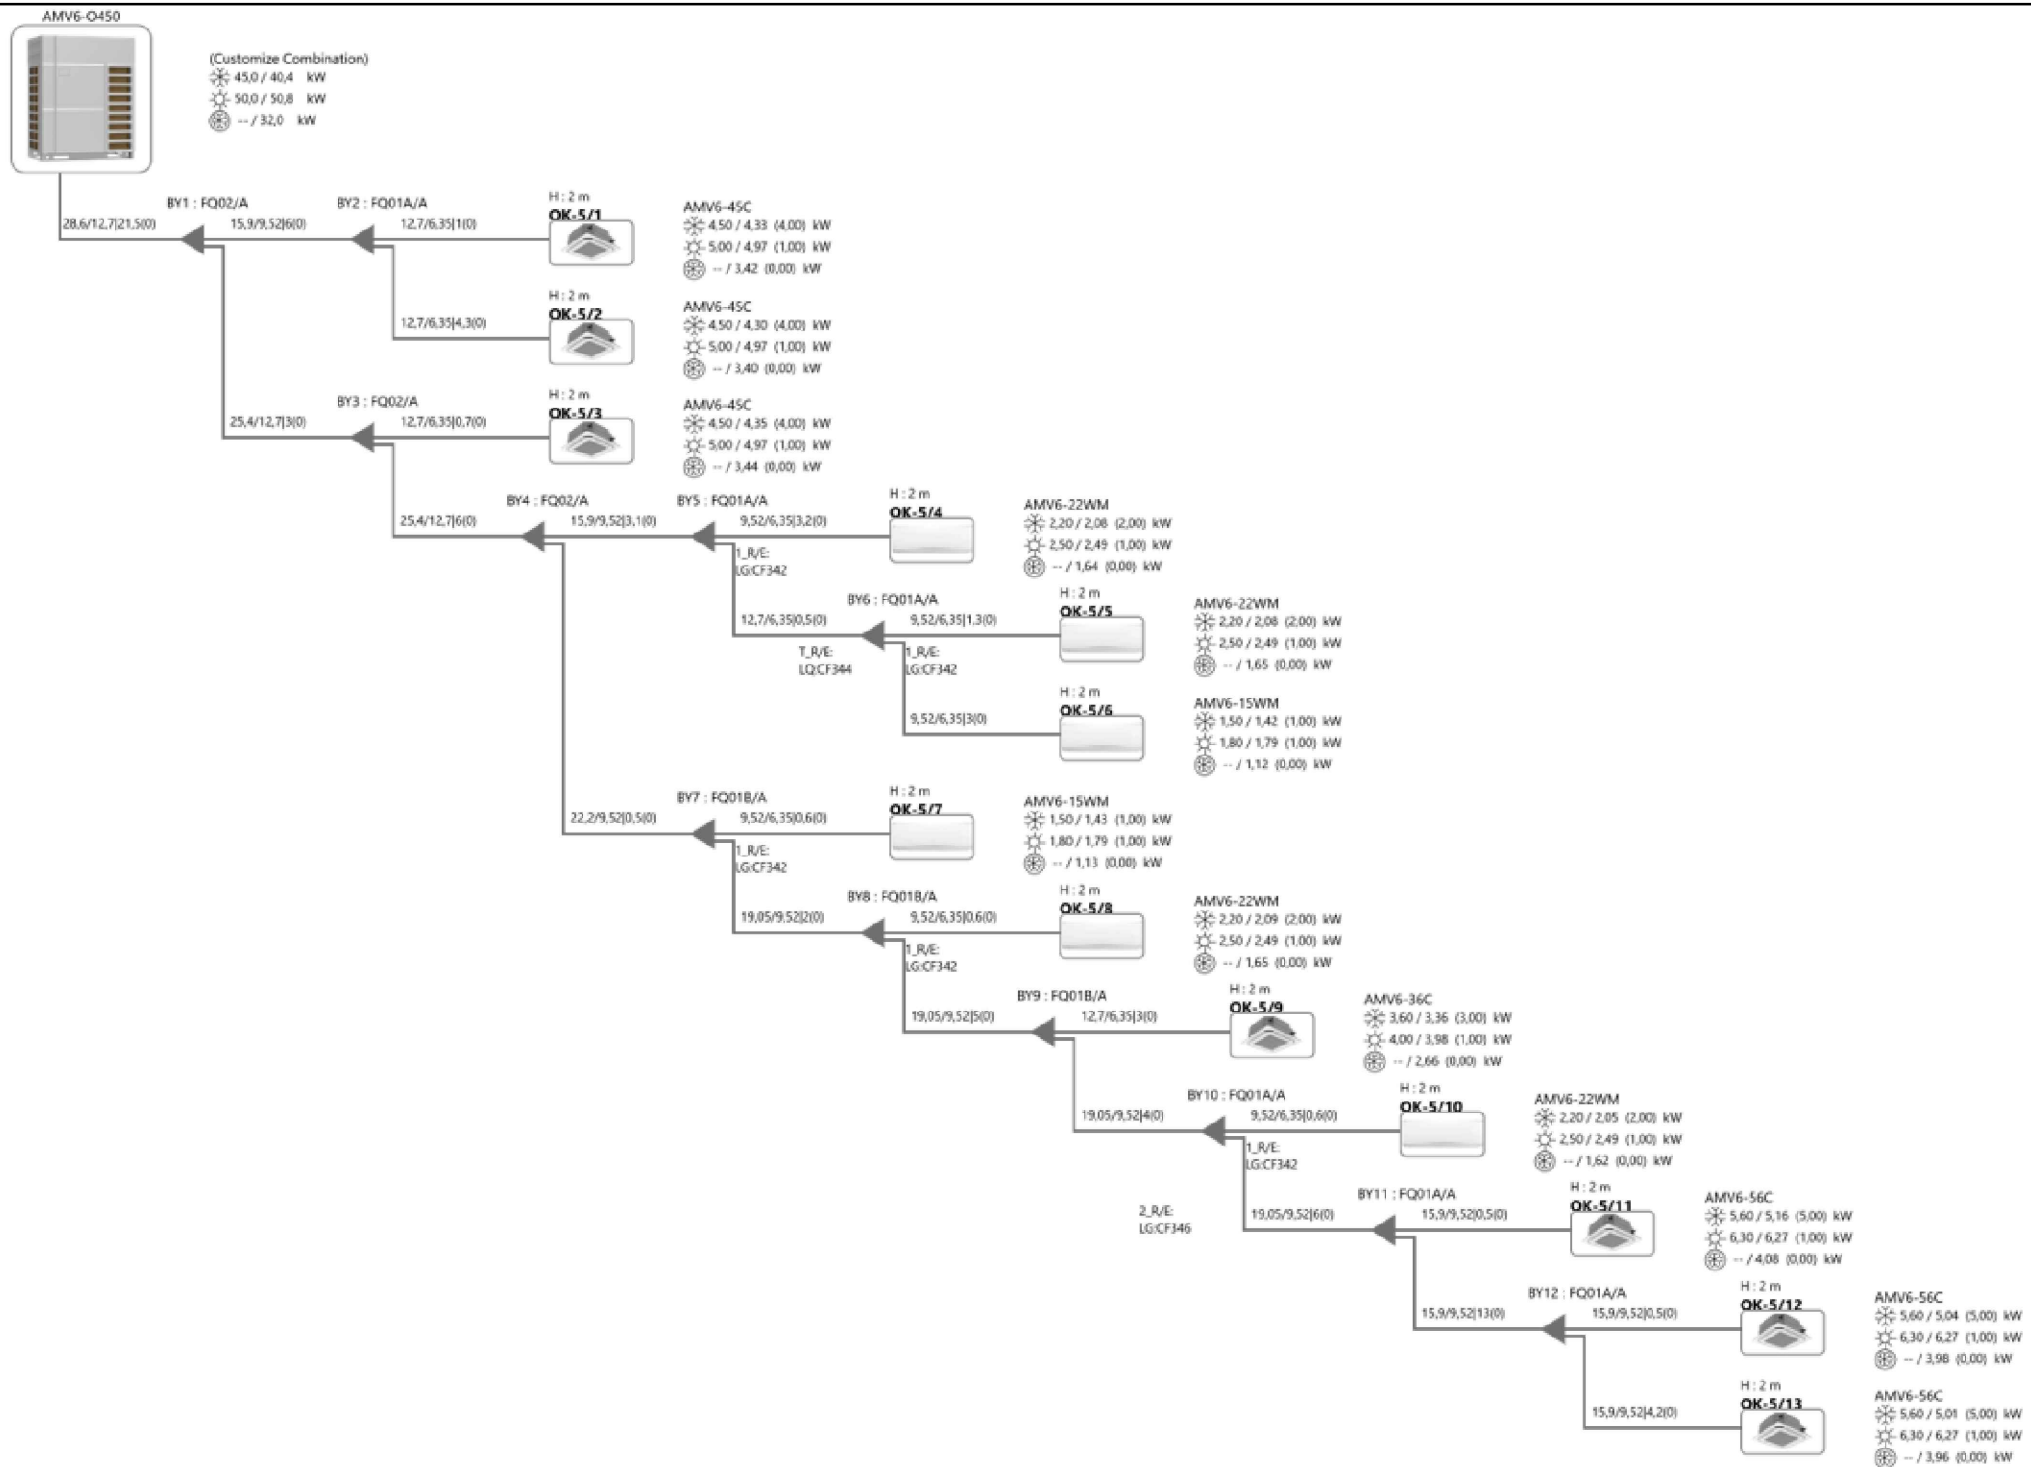 AMV6-O450
(Customize Combination)
45,0 / 40,4 kW
50,0 / 50,8 kW
-- / 32,0 kW
28,6/12,7|21,5(0)
BY1 : FQ02/A
15,9/9,52|6(0)
BY2 : FQ01A/A
12,7/6,35|1(0)
H : 2 m
OK-5/1
AMV6-45C
4,50 / 4,33 (4,00) kW
5,00 / 4,97 (1,00) kW
-- / 3,42 (0,00) kW
12,7/6,35|4,3(0)
H : 2 m
OK-5/2
AMV6-45C
4,50 / 4,30 (4,00) kW
5,00 / 4,97 (1,00) kW
-- / 3,40 (0,00) kW
25,4/12,7|3(0)
BY3 : FQ02/A
12,7/6,35|0,7(0)
H : 2 m
OK-5/3
AMV6-45C
4,50 / 4,35 (4,00) kW
5,00 / 4,97 (1,00) kW
-- / 3,44 (0,00) kW
25,4/12,7|6(0)
BY4 : FQ02/A
15,9/9,52|3,1(0)
BY5 : FQ01A/A
9,52/6,35|3,2(0)
1_R/E:
LG:CF342
H : 2 m
OK-5/4
AMV6-22WM
2,20 / 2,08 (2,00) kW
2,50 / 2,49 (1,00) kW
-- / 1,64 (0,00) kW
12,7/6,35|0,5(0)
T_R/E:
LQ:CF344
BY6 : FQ01A/A
9,52/6,35|1,3(0)
1_R/E:
LG:CF342
H : 2 m
OK-5/5
AMV6-22WM
2,20 / 2,08 (2,00) kW
2,50 / 2,49 (1,00) kW
-- / 1,65 (0,00) kW
9,52/6,35|3(0)
H : 2 m
OK-5/6
AMV6-15WM
1,50 / 1,42 (1,00) kW
1,80 / 1,79 (1,00) kW
-- / 1,12 (0,00) kW
22,2/9,52|0,5(0)
BY7 : FQ01B/A
9,52/6,35|0,6(0)
1_R/E:
LG:CF342
H : 2 m
OK-5/7
AMV6-15WM
1,50 / 1,43 (1,00) kW
1,80 / 1,79 (1,00) kW
-- / 1,13 (0,00) kW
19,05/9,52|2(0)
BY8 : FQ01B/A
9,52/6,35|0,6(0)
1_R/E:
LG:CF342
H : 2 m
OK-5/8
AMV6-22WM
2,20 / 2,09 (2,00) kW
2,50 / 2,49 (1,00) kW
-- / 1,65 (0,00) kW
19,05/9,52|5(0)
BY9 : FQ01B/A
12,7/6,35|3(0)
H : 2 m
OK-5/9
AMV6-36C
3,60 / 3,36 (3,00) kW
4,00 / 3,98 (1,00) kW
-- / 2,66 (0,00) kW
19,05/9,52|4(0)
BY10 : FQ01A/A
9,52/6,35|0,6(0)
1_R/E:
LG:CF342
H : 2 m
OK-5/10
AMV6-22WM
2,20 / 2,05 (2,00) kW
2,50 / 2,49 (1,00) kW
-- / 1,62 (0,00) kW
2_R/E:
LG:CF346
19,05/9,52|6(0)
BY11 : FQ01A/A
15,9/9,52|0,5(0)
H : 2 m
OK-5/11
AMV6-56C
5,60 / 5,16 (5,00) kW
6,30 / 6,27 (1,00) kW
-- / 4,08 (0,00) kW
15,9/9,52|13(0)
BY12 : FQ01A/A
15,9/9,52|0,5(0)
H : 2 m
OK-5/12
AMV6-56C
5,60 / 5,04 (5,00) kW
6,30 / 6,27 (1,00) kW
-- / 3,98 (0,00) kW
15,9/9,52|4,2(0)
H : 2 m
OK-5/13
AMV6-56C
5,60 / 5,01 (5,00) kW
6,30 / 6,27 (1,00) kW
-- / 3,96 (0,00) kW